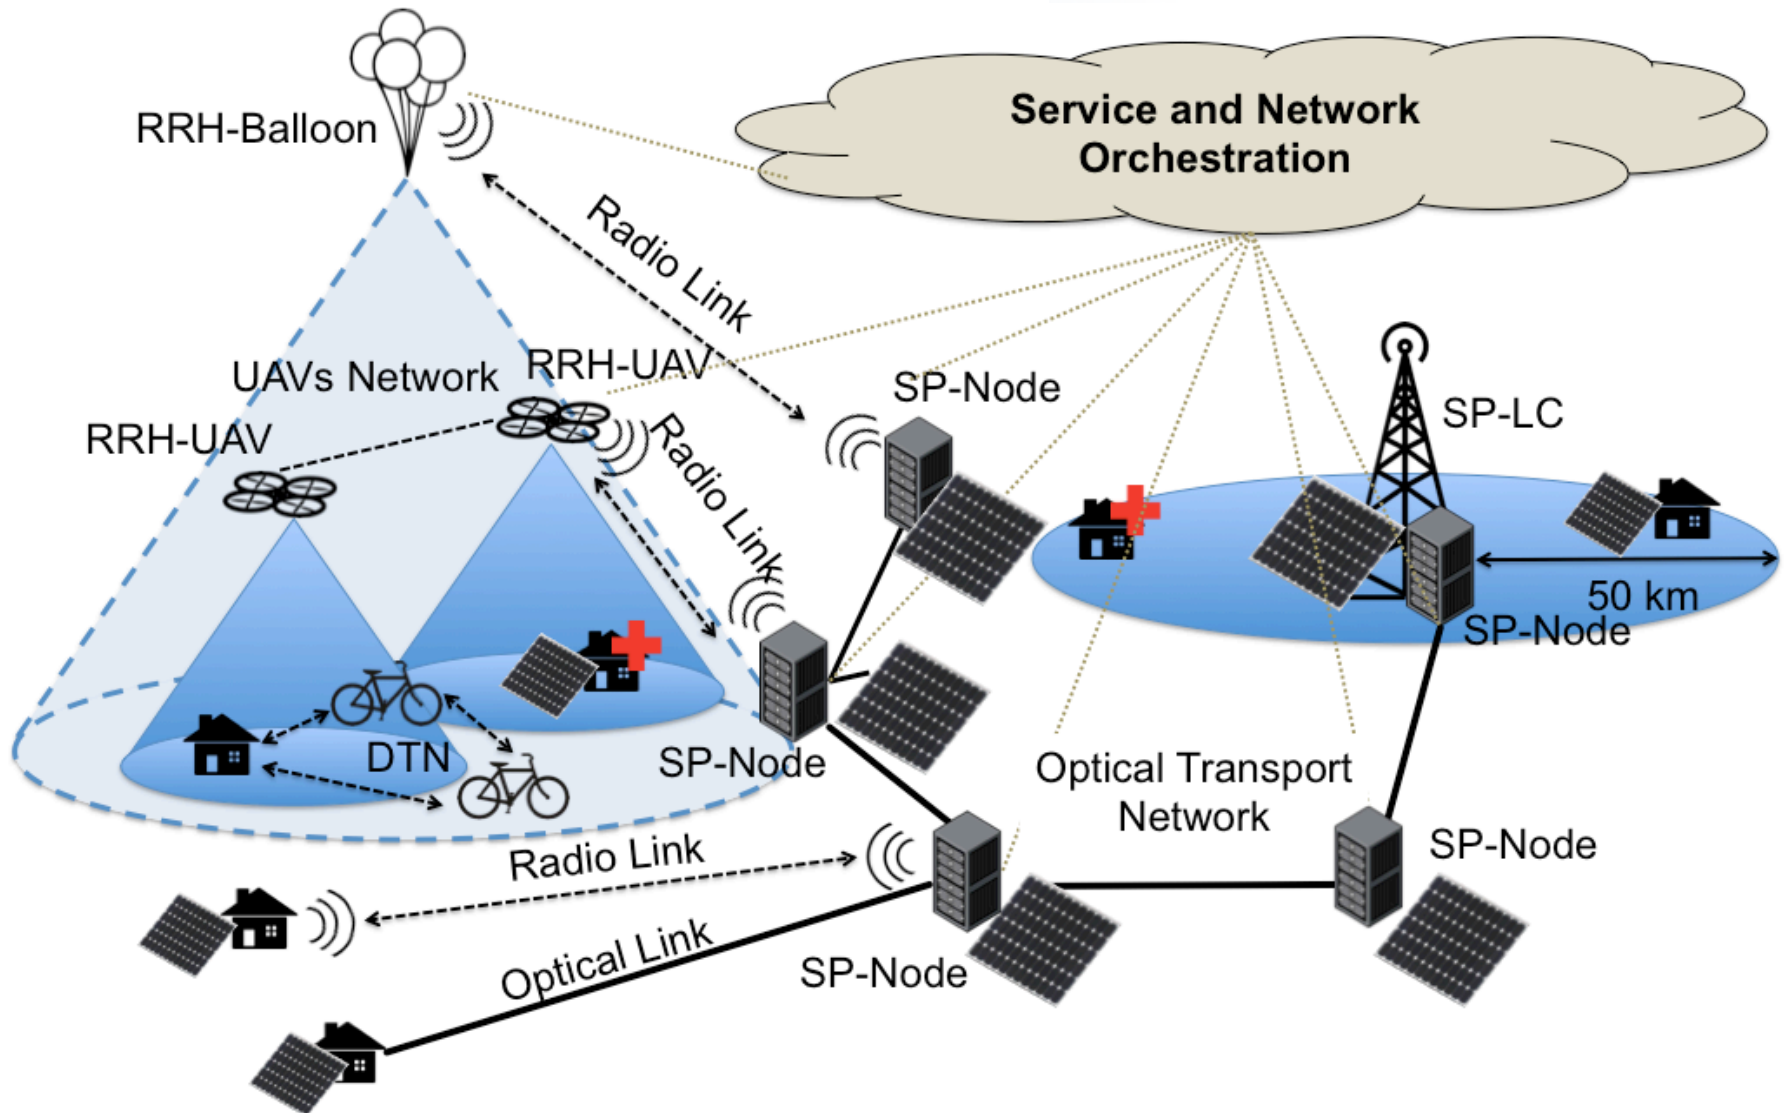 Service and Network
Orchestration
RRH-Balloon
Radio Link
UAVs Network
RRH-UAV
RRH-UAV
Radio Link
SP-Node
SP-LC
50 km
SP-Node
DTN
SP-Node
Optical Transport
Network
Radio Link
SP-Node
Optical Link
SP-Node